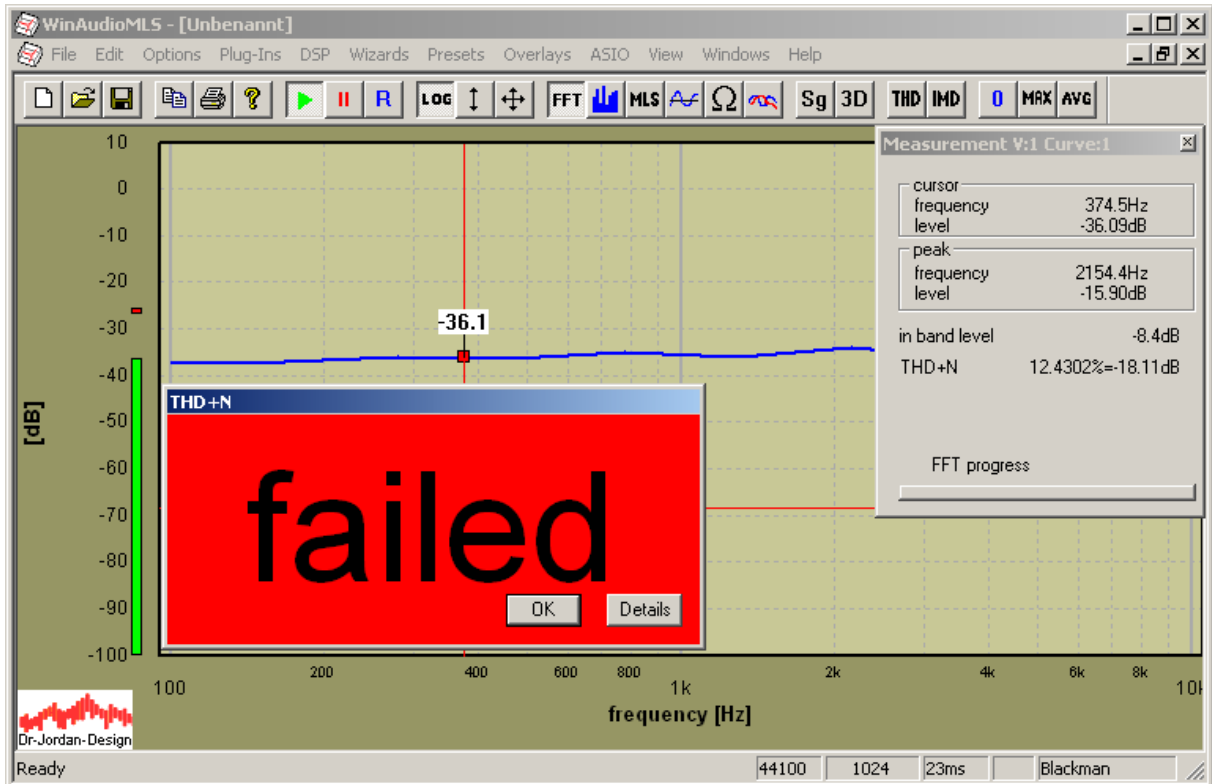 WinAudioMLS - [Unbenannt]
File Edit Options Plug-Ins DSP Wizards Presets Overlays ASIO View Windows Help
R LOG FFT MLS Ω Sg 3D THD IMD 0 MAX AVG
Measurement V:1 Curve:1
cursor
frequency 374.5Hz
level -36.09dB
peak
frequency 2154.4Hz
level -15.90dB
in band level -8.4dB
THD+N 12.4302%=-18.11dB
FFT progress
10
0
-10
-20
-30
-40
-50
-60
-70
-80
-90
-100
[dB]
-36.1
THD+N
failed
OK Details
200 400 600 800 2k 4k 6k 8k
100 1k 10k
frequency [Hz]
Dr-Jordan-Design
Ready 44100 1024 23ms Blackman